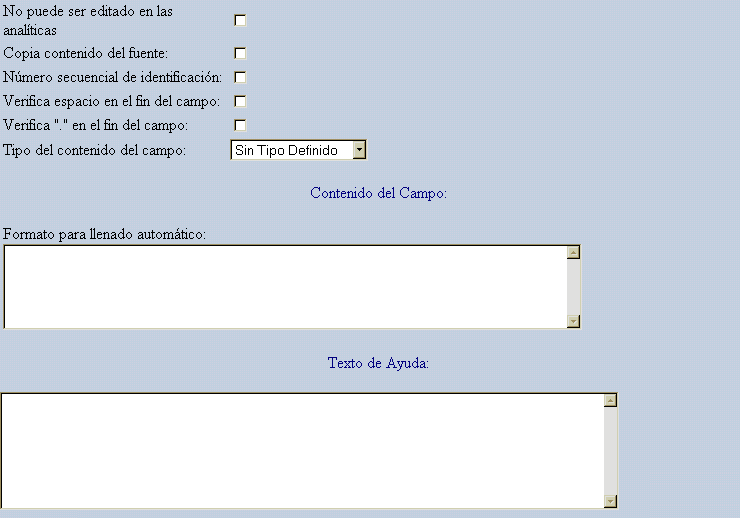 No puede ser editado en las
analíticas
Copia contenido del fuente:
Número secuencial de identificación:
Verifica espacio en el fin del campo:
Verifica "." en el fin del campo:
Tipo del contenido del campo: Sin Tipo Definido
Contenido del Campo:
Formato para llenado automático:
Texto de Ayuda: